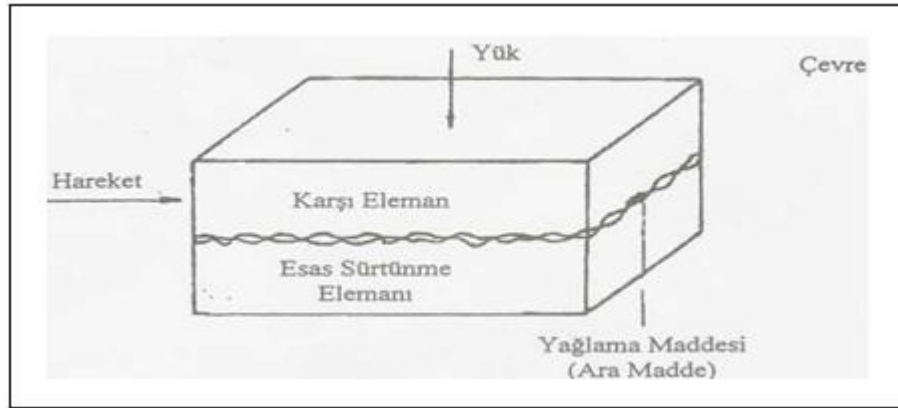 Yük
Çevre
Hareket
Karşı Eleman
Esas Sürtünme
Elemanı
Yağlama Maddesi
(Ara Madde)